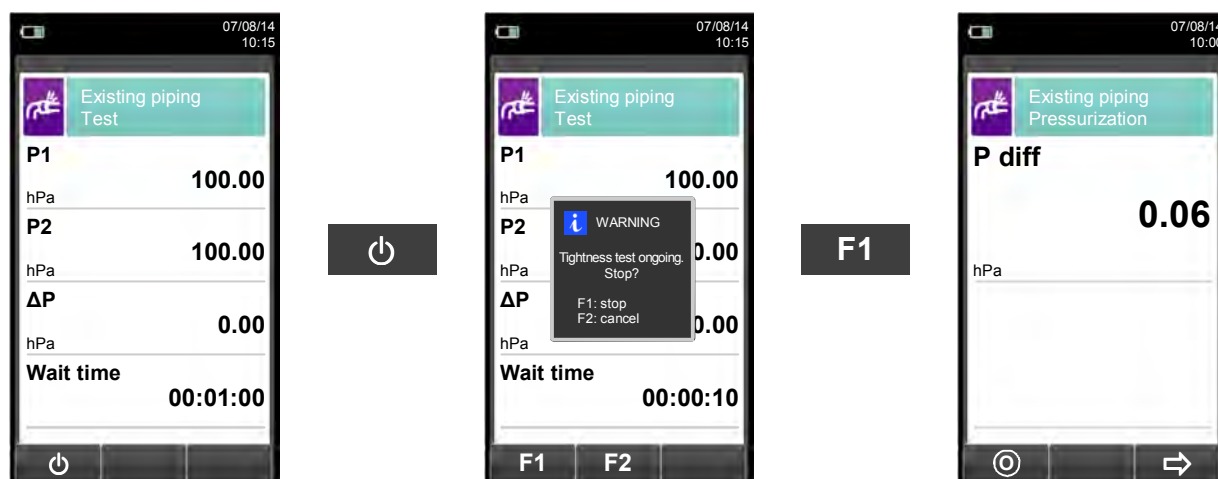 07/08/14
10:15
Existing piping
Test
P1
100.00
hPa
P2
100.00
hPa
ΔP
0.00
hPa
Wait time
00:01:00
07/08/14
10:15
Existing piping
Test
P1
100.00
hPa
P2
0.00
hPa
ΔP
0.00
hPa
Wait time
00:00:10
WARNING
Tightness test ongoing.
Stop?
F1: stop
F2: cancel
F1 F2
F1
07/08/14
10:00
Existing piping
Pressurization
P diff
0.06
hPa